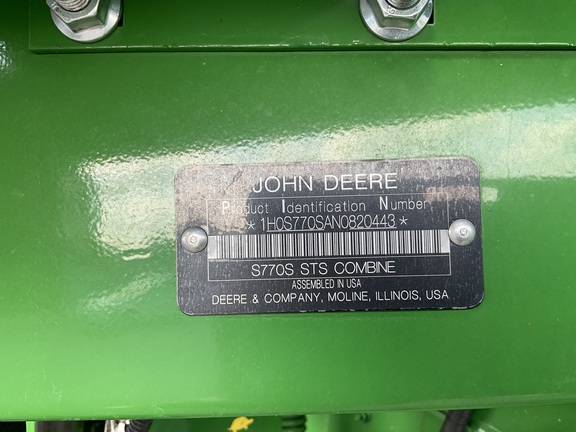 JOHN DEERE
Product Identification Number
*1H0S770SAN0820443*
S770S STS COMBINE
ASSEMBLED IN USA
DEERE & COMPANY, MOLINE, ILLINOIS, USA